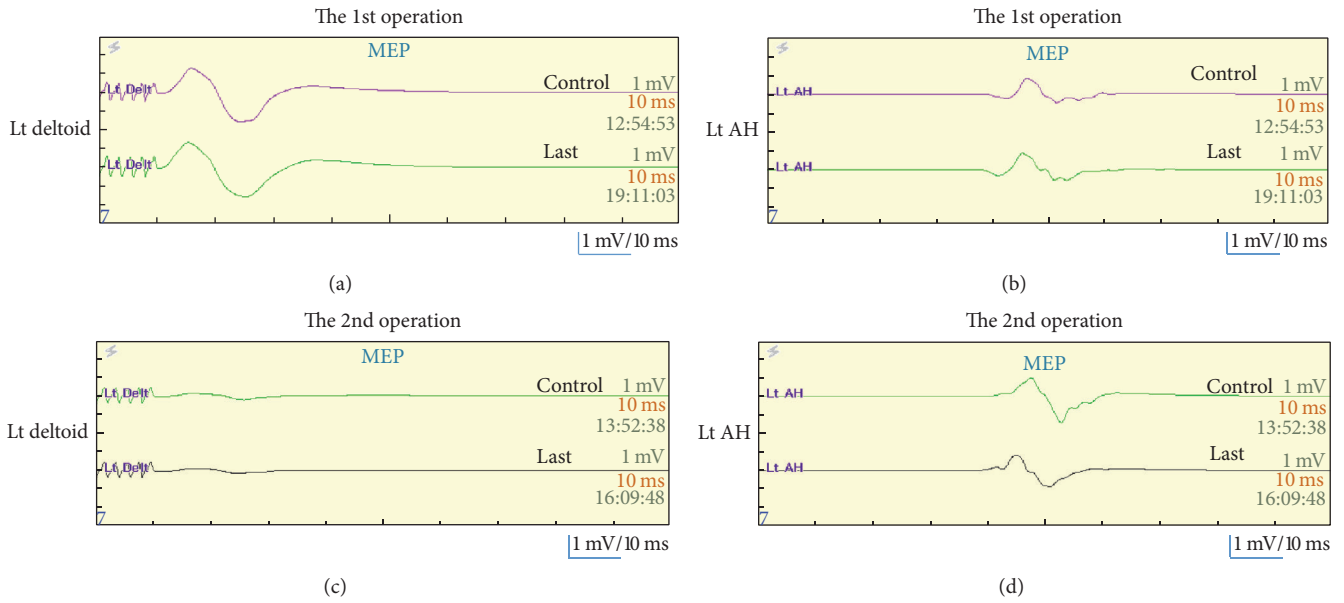 The 1st operation
MEP
Lt deltoid
Lt Delt
Control
1 mV
10 ms
12:54:53
Lt Delt
Last
1 mV
10 ms
19:11:03
7
1 mV/10 ms
(a)
The 1st operation
MEP
Lt AH
Lt AH
Control
1 mV
10 ms
12:54:53
Lt AH
Last
1 mV
10 ms
19:11:03
7
1 mV/10 ms
(b)
The 2nd operation
MEP
Lt deltoid
Lt Delt
Control
1 mV
10 ms
13:52:38
Lt Delt
Last
1 mV
10 ms
16:09:48
7
1 mV/10 ms
(c)
The 2nd operation
MEP
Lt AH
Lt AH
Control
1 mV
10 ms
13:52:38
Lt AH
Last
1 mV
10 ms
16:09:48
7
1 mV/10 ms
(d)